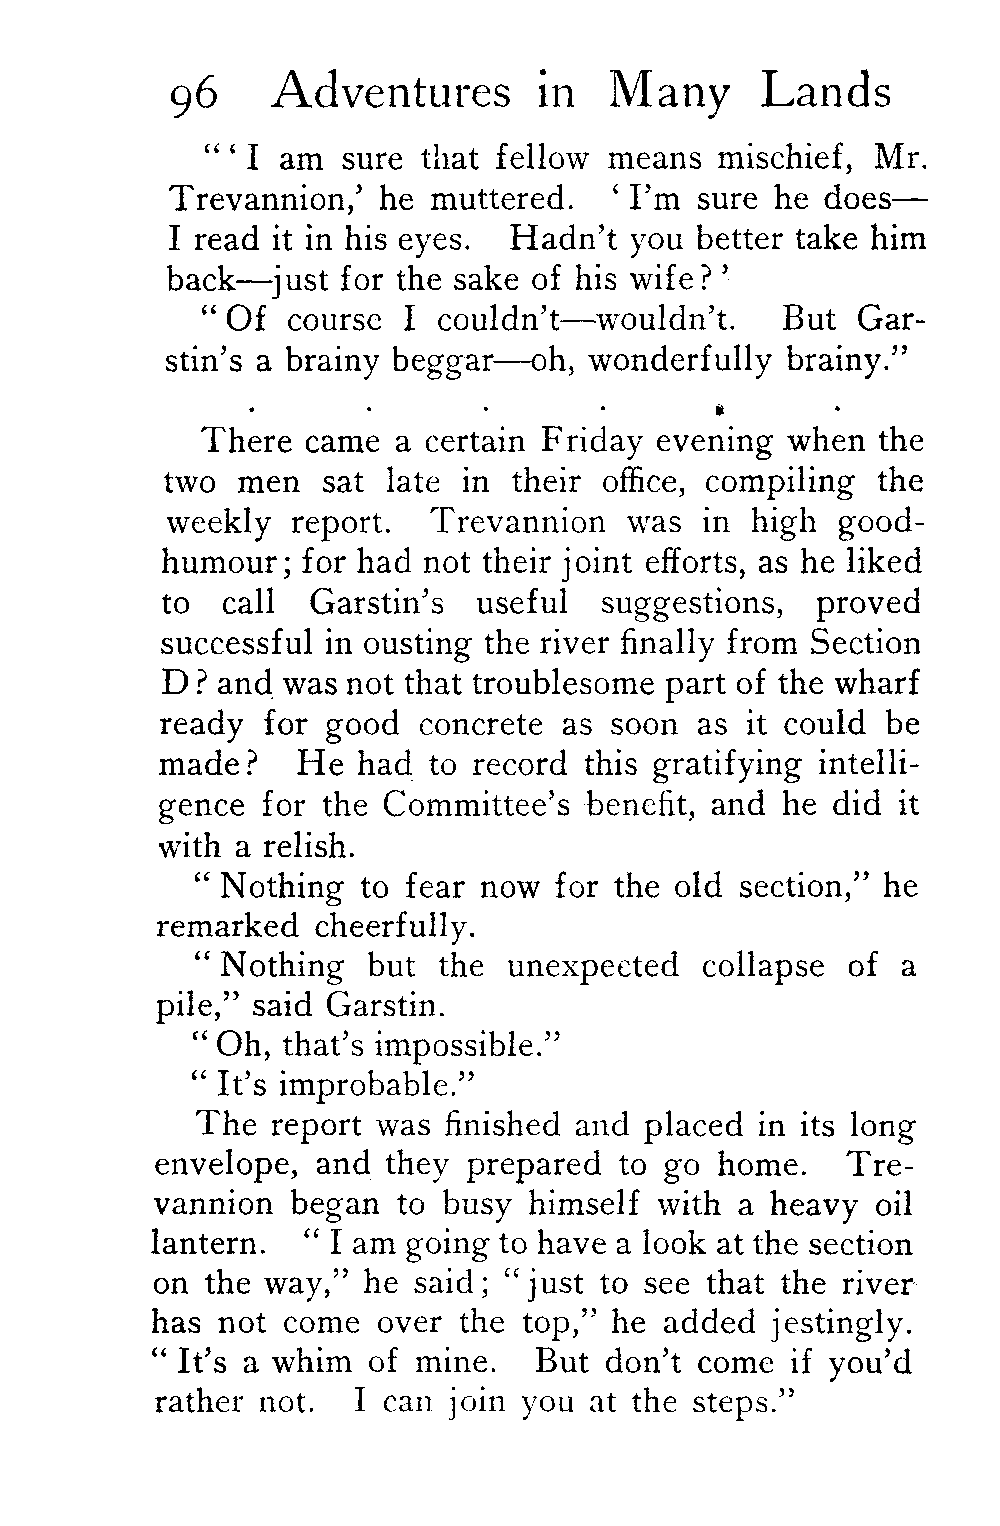 96 Adventures in Many Lands
"'I am sure that fellow means mischief, Mr.
Trevannion,' he muttered. 'I'm sure he does—
I read it in his eyes. Hadn't you better take him
back—just for the sake of his wife?'
"Of course I couldn't—wouldn't. But Gar-
stin's a brainy beggar—oh, wonderfully brainy."
. . . . . .
There came a certain Friday evening when the
two men sat late in their office, compiling the
weekly report. Trevannion was in high good-
humour; for had not their joint efforts, as he liked
to call Garstin's useful suggestions, proved
successful in ousting the river finally from Section
D? and was not that troublesome part of the wharf
ready for good concrete as soon as it could be
made? He had to record this gratifying intelli-
gence for the Committee's benefit, and he did it
with a relish.
"Nothing to fear now for the old section," he
remarked cheerfully.
"Nothing but the unexpected collapse of a
pile," said Garstin.
"Oh, that's impossible."
"It's improbable."
The report was finished and placed in its long
envelope, and they prepared to go home. Tre-
vannion began to busy himself with a heavy oil
lantern. "I am going to have a look at the section
on the way," he said; "just to see that the river
has not come over the top," he added jestingly.
"It's a whim of mine. But don't come if you'd
rather not. I can join you at the steps."